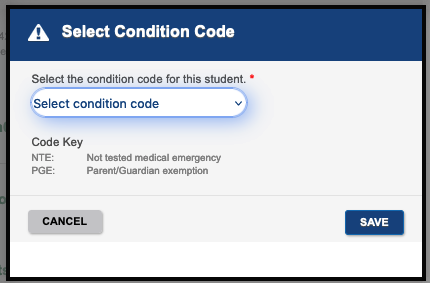 Select Condition Code
Select the condition code for this student. *
Select condition code
Code Key
NTE: Not tested medical emergency
PGE: Parent/Guardian exemption
CANCEL
SAVE